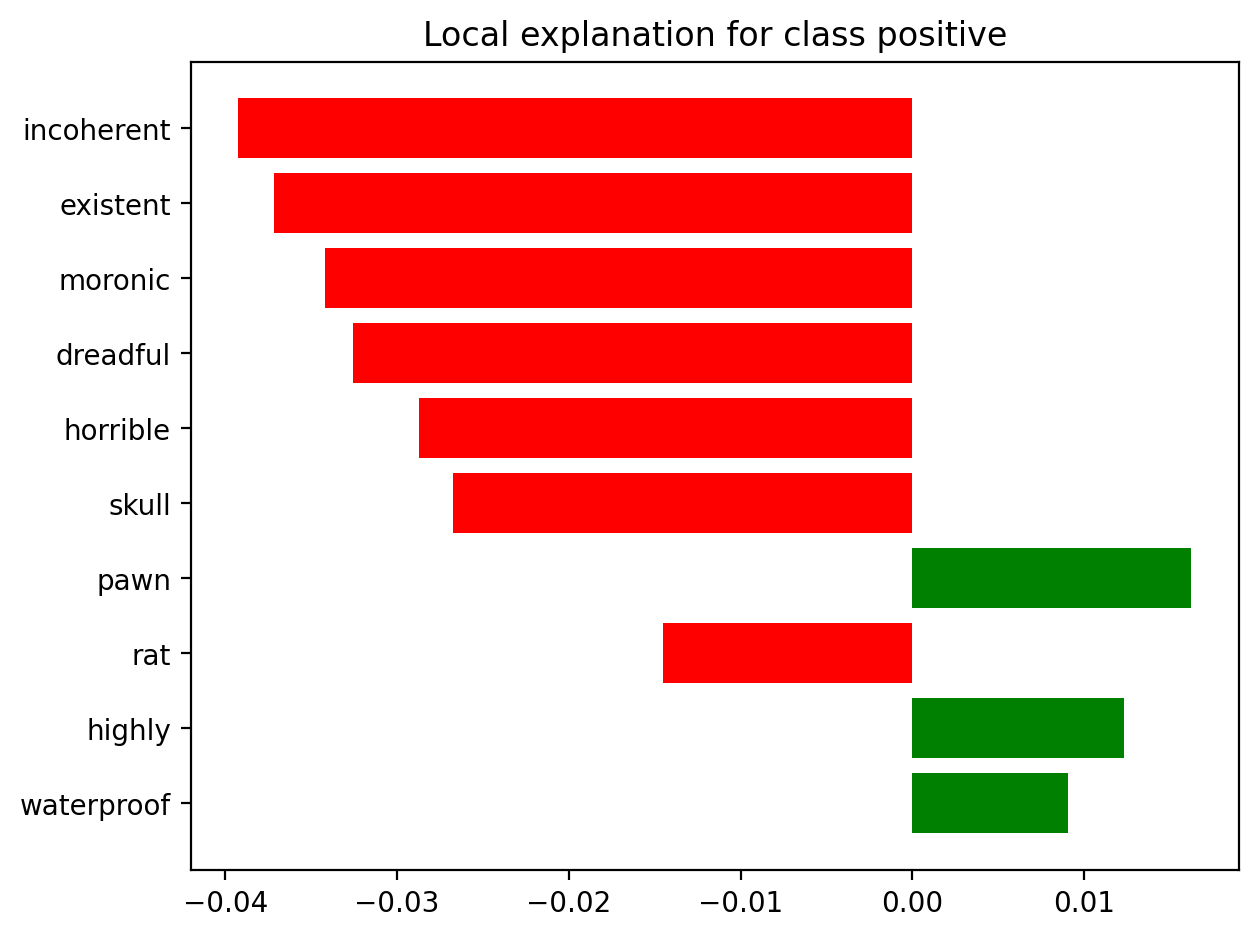 Local explanation for class positive
incoherent
existent
moronic
dreadful
horrible
skull
pawn
rat
highly
waterproof
−0.04 −0.03 −0.02 −0.01 0.00 0.01